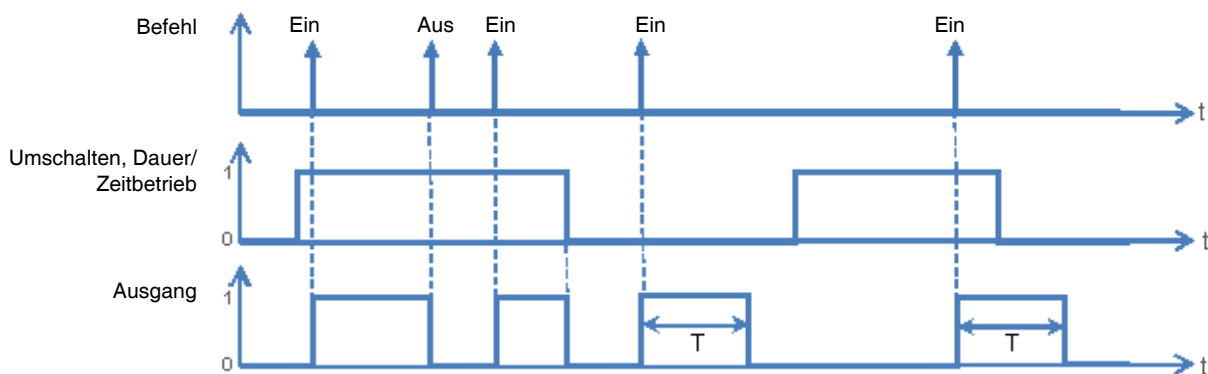 Befehl
Ein
Aus
Ein
Ein
Ein
t
Umschalten, Dauer/
Zeitbetrieb
1
0
t
Ausgang
1
0
T
T
t